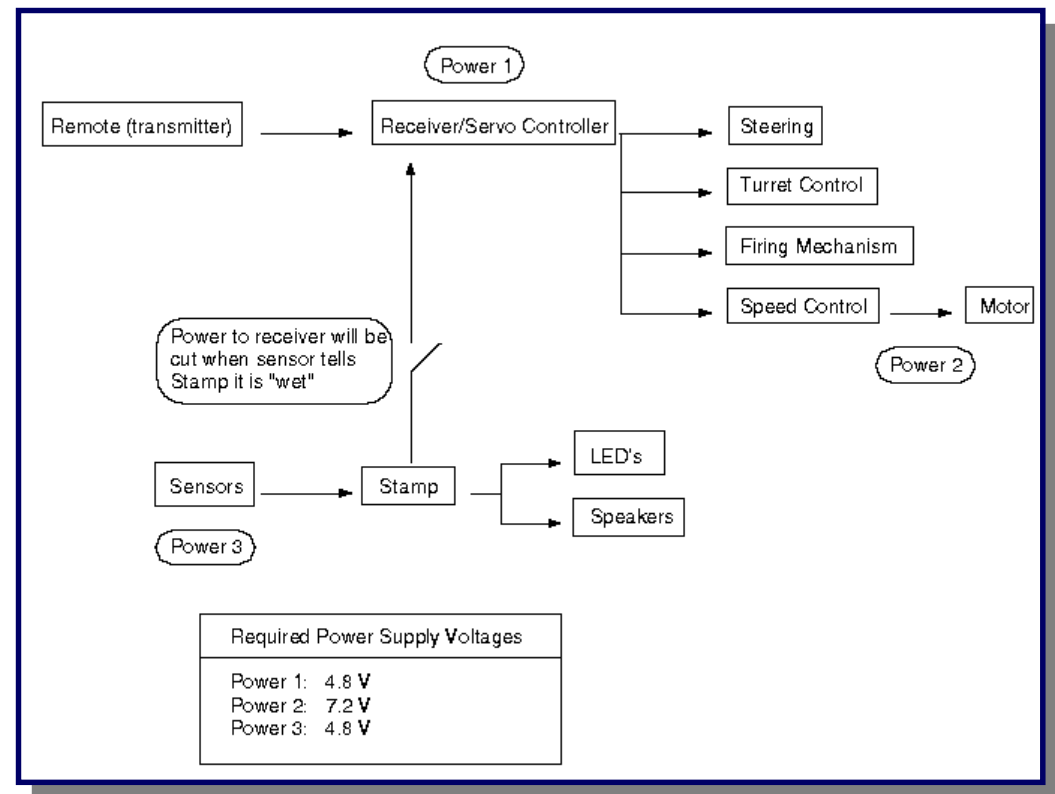 Power 1
Remote (transmitter)
Receiver/Servo Controller
Steering
Turret Control
Firing Mechanism
Speed Control
Motor
Power 2
Power to receiver will be
cut when sensor tells
Stamp it is "wet"
Sensors
Stamp
LED's
Speakers
Power 3
Required Power Supply Voltages
Power 1: 4.8 V
Power 2: 7.2 V
Power 3: 4.8 V